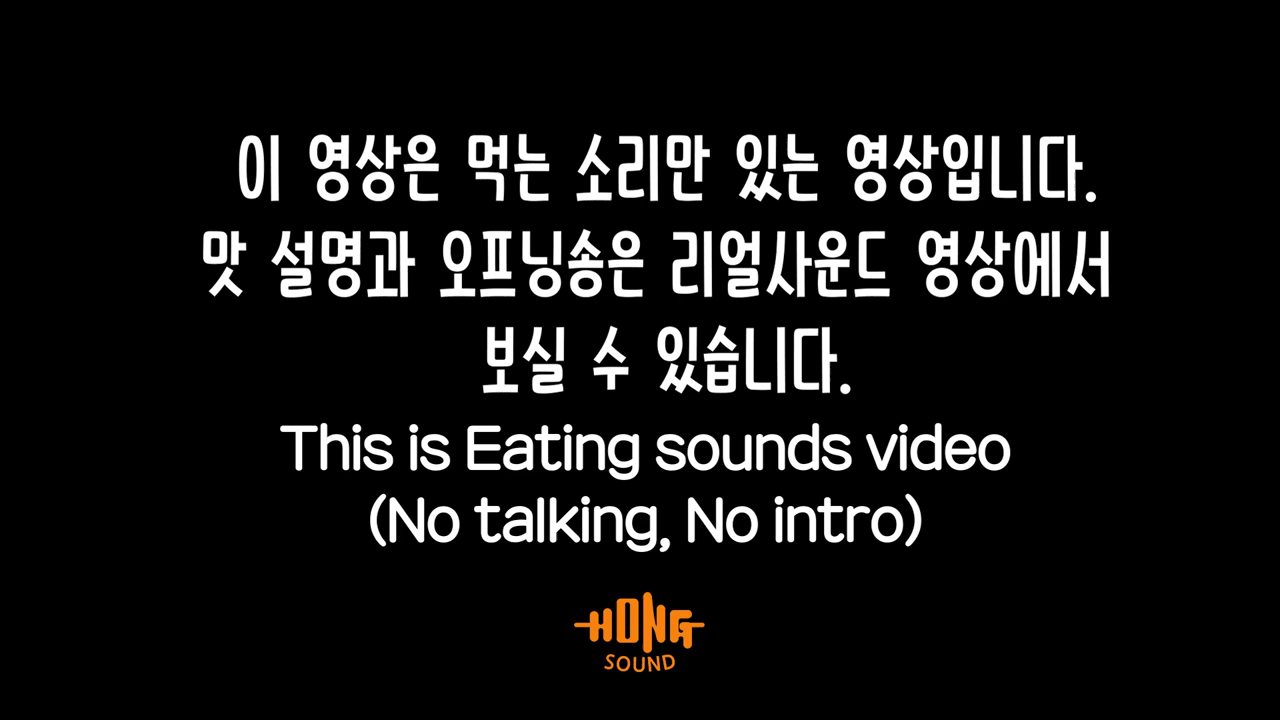 이 영상은 먹는 소리만 있는 영상입니다.
맛 설명과 오프닝송은 리얼사운드 영상에서
보실 수 있습니다.
This is Eating sounds video
(No talking, No intro)
HONG
SOUND